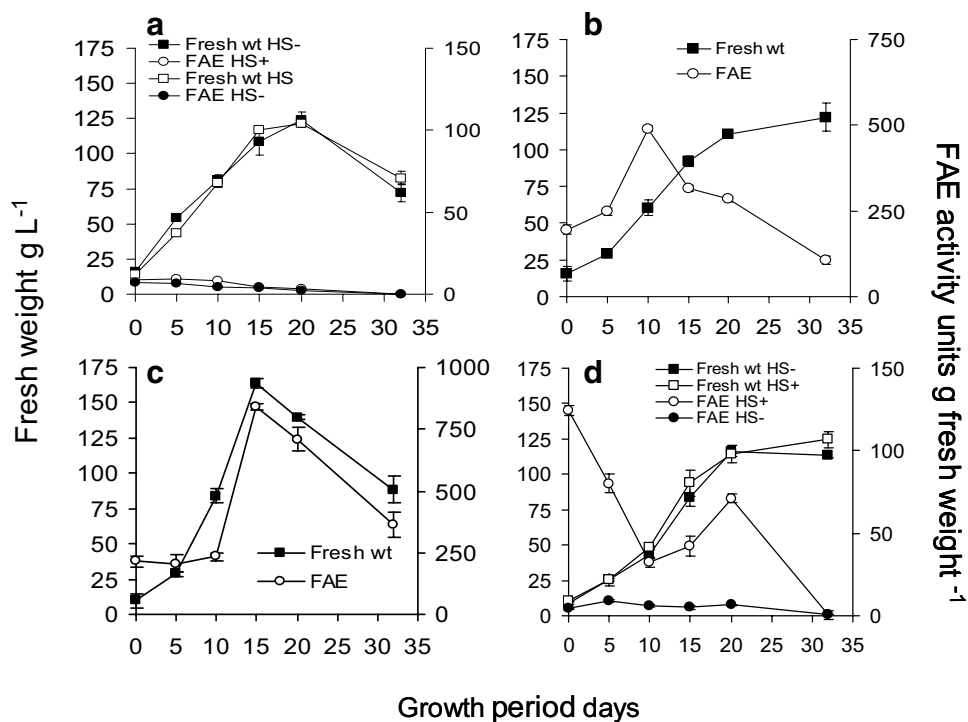 a
Fresh wt HS-
FAE HS+
Fresh wt HS
FAE HS-
175
150
125
100
75
50
25
0
150
100
50
0
0 5 10 15 20 25 30 35
b
Fresh wt
FAE
175
150
125
100
75
50
25
0
750
500
250
0
0 5 10 15 20 25 30 35
c
Fresh wt
FAE
175
150
125
100
75
50
25
0
1000
750
500
250
0
0 5 10 15 20 25 30 35
d
Fresh wt HS-
Fresh wt HS+
FAE HS+
FAE HS-
175
150
125
100
75
50
25
0
150
100
50
0
0 5 10 15 20 25 30 35
Fresh weight g L-1
FAE activity units g fresh weight -1
Growth period days